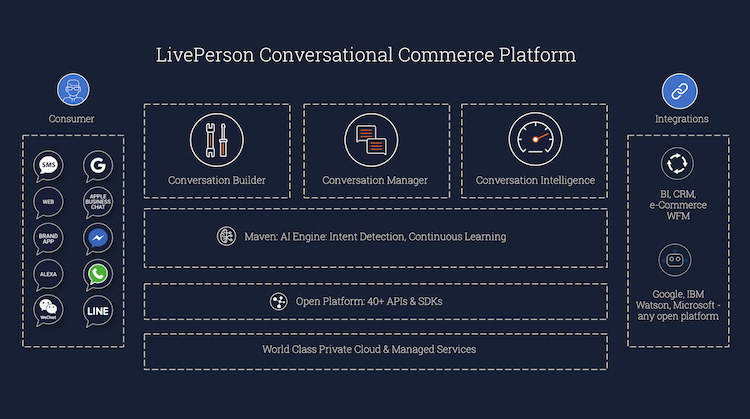 LivePerson Conversational Commerce Platform
Consumer
SMS
G
WEB
APPLE
BUSINESS
CHAT
BRAND
APP
ALEXA
WeChat
LINE
Conversation Builder
Conversation Manager
Conversation Intelligence
Maven: AI Engine: Intent Detection, Continuous Learning
Open Platform: 40+ APIs & SDKs
World Class Private Cloud & Managed Services
Integrations
BI, CRM,
e-Commerce
WFM
Google, IBM
Watson, Microsoft -
any open platform